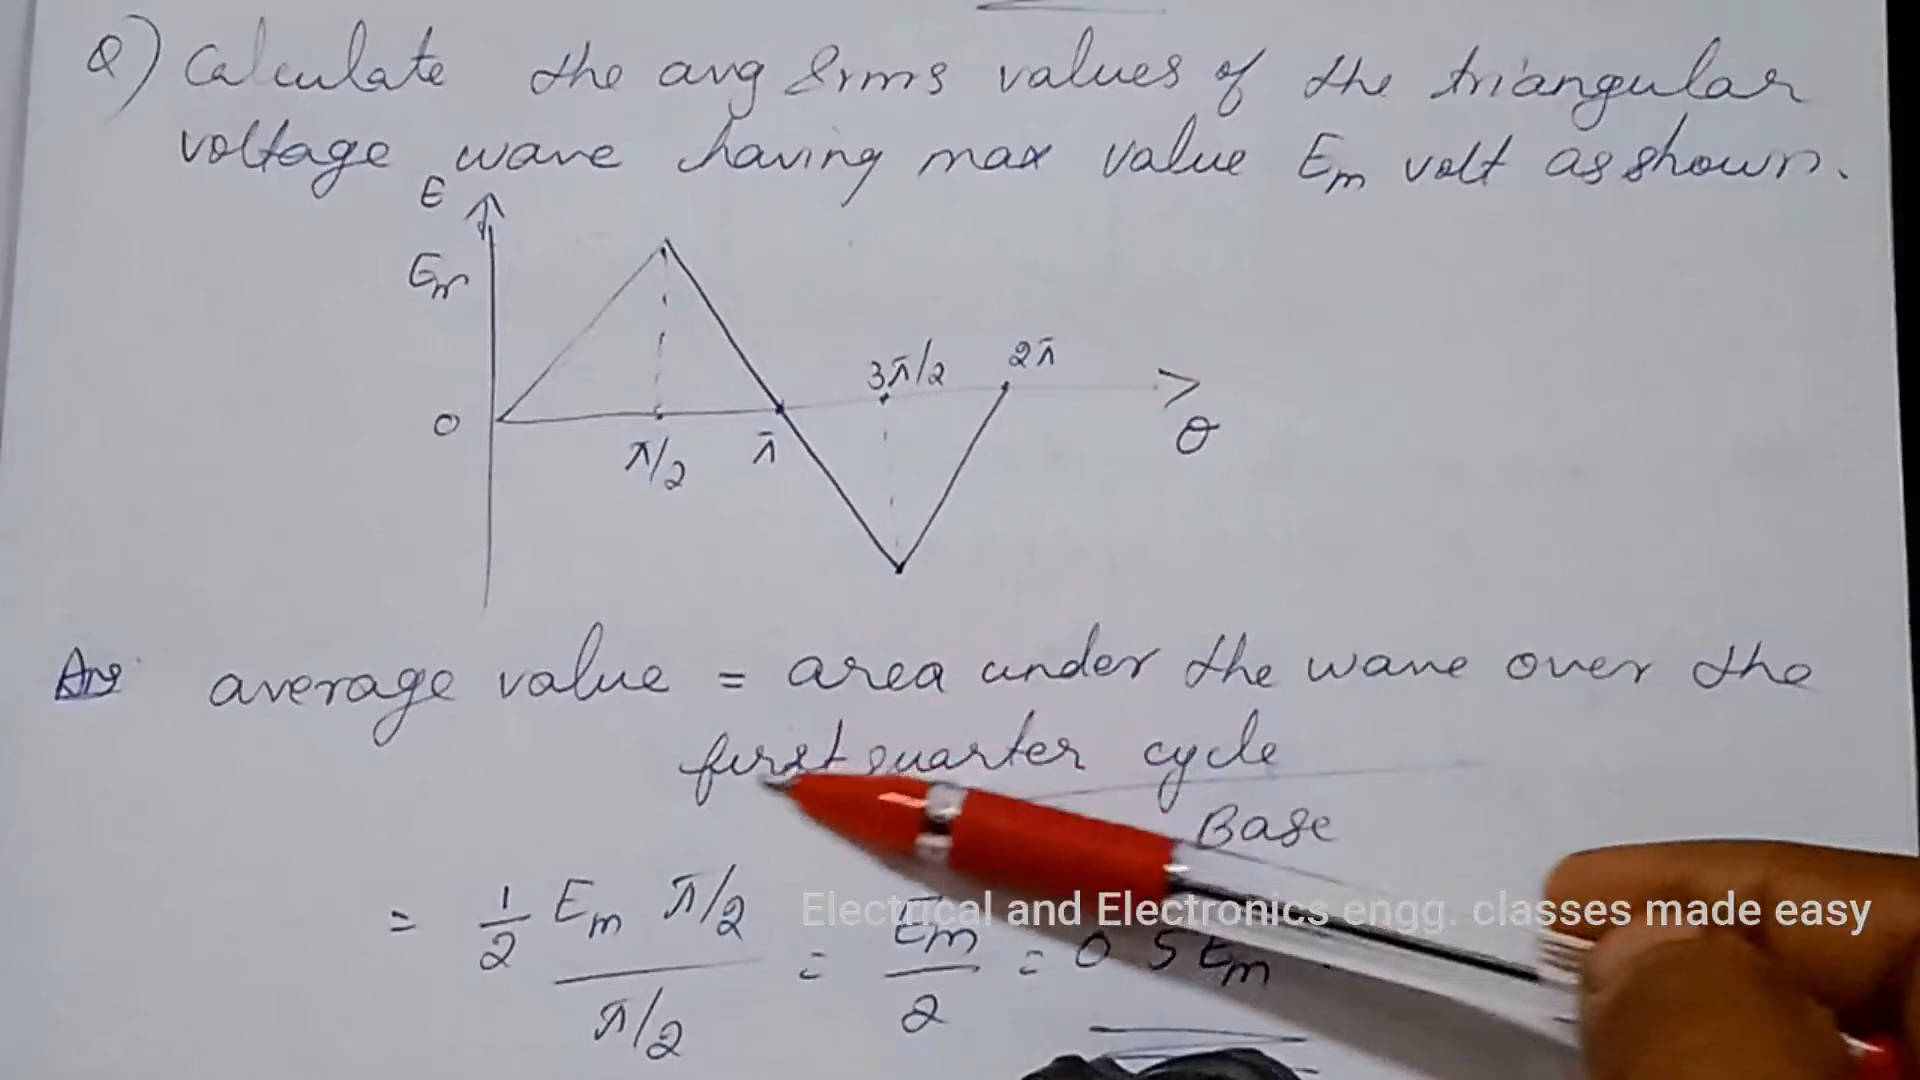 Q) Calculate the avg & rms values of the triangular
voltage wave having max value Em volt as shown.
E
Em
3π/2 2π
0
π/2 π θ
Ans average value = area under the wave over the
first quarter cycle
Base
= 1/2 Em π/2 / π/2 = Em/2 = 0.5 Em
Electrical and Electronics engg. classes made easy